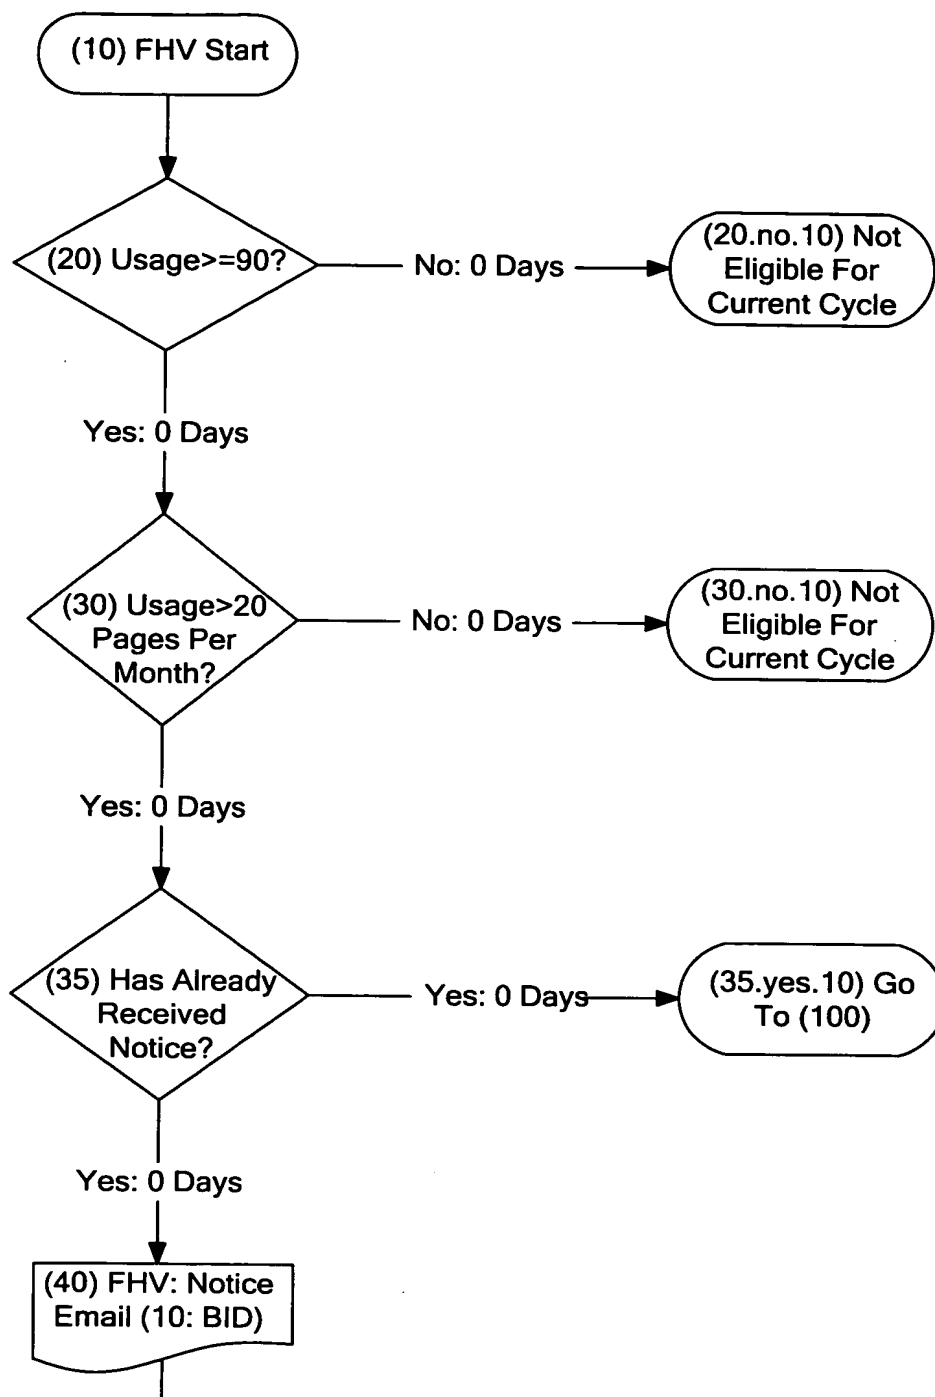 (10) FHV Start
(20) Usage>=90?
No: 0 Days
(20.no.10) Not
Eligible For
Current Cycle
Yes: 0 Days
(30) Usage>20
Pages Per
Month?
No: 0 Days
(30.no.10) Not
Eligible For
Current Cycle
Yes: 0 Days
(35) Has Already
Received
Notice?
Yes: 0 Days
(35.yes.10) Go
To (100)
Yes: 0 Days
(40) FHV: Notice
Email (10: BID)